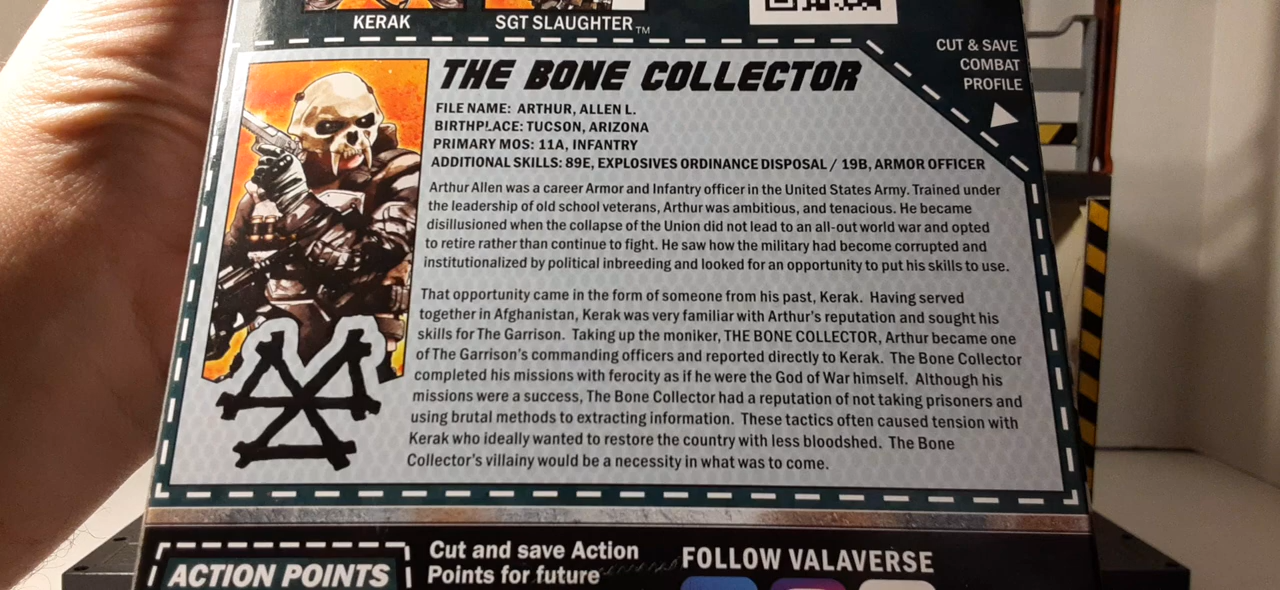 KERAK
SGT SLAUGHTER™
CUT & SAVE
COMBAT
PROFILE
THE BONE COLLECTOR
FILE NAME: ARTHUR, ALLEN L.
BIRTHPLACE: TUCSON, ARIZONA
PRIMARY MOS: 11A, INFANTRY
ADDITIONAL SKILLS: 89E, EXPLOSIVES ORDINANCE DISPOSAL / 19B, ARMOR OFFICER
Arthur Allen was a career Armor and Infantry officer in the United States Army. Trained under
the leadership of old school veterans, Arthur was ambitious, and tenacious. He became
disillusioned when the collapse of the Union did not lead to an all-out world war and opted
to retire rather than continue to fight. He saw how the military had become corrupted and
institutionalized by political inbreeding and looked for an opportunity to put his skills to use.
That opportunity came in the form of someone from his past, Kerak. Having served
together in Afghanistan, Kerak was very familiar with Arthur's reputation and sought his
skills for The Garrison. Taking up the moniker, THE BONE COLLECTOR, Arthur became one
of The Garrison's commanding officers and reported directly to Kerak. The Bone Collector
completed his missions with ferocity as if he were the God of War himself. Although his
missions were a success, The Bone Collector had a reputation of not taking prisoners and
using brutal methods to extracting information. These tactics often caused tension with
Kerak who ideally wanted to restore the country with less bloodshed. The Bone
Collector's villainy would be a necessity in what was to come.
ACTION POINTS
Cut and save Action
Points for future
FOLLOW VALAVERSE